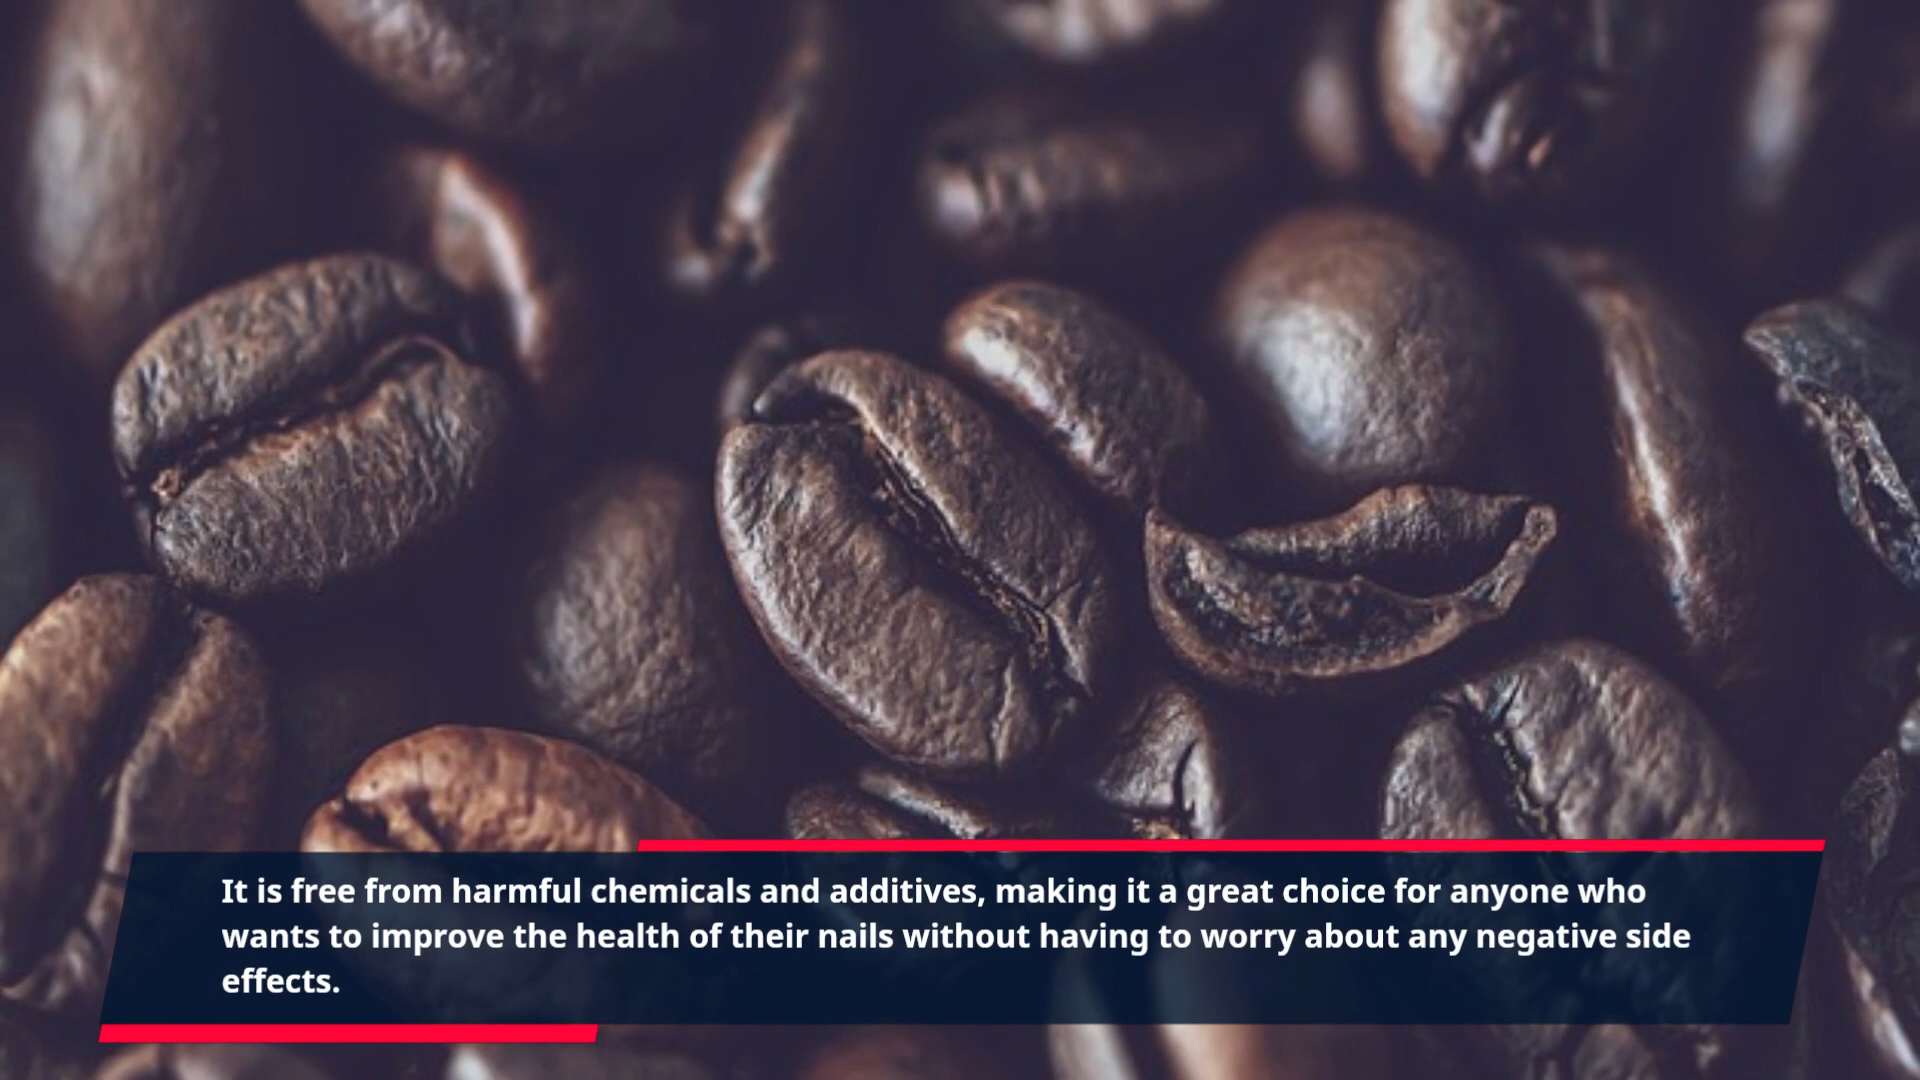 It is free from harmful chemicals and additives, making it a great choice for anyone who
wants to improve the health of their nails without having to worry about any negative side
effects.